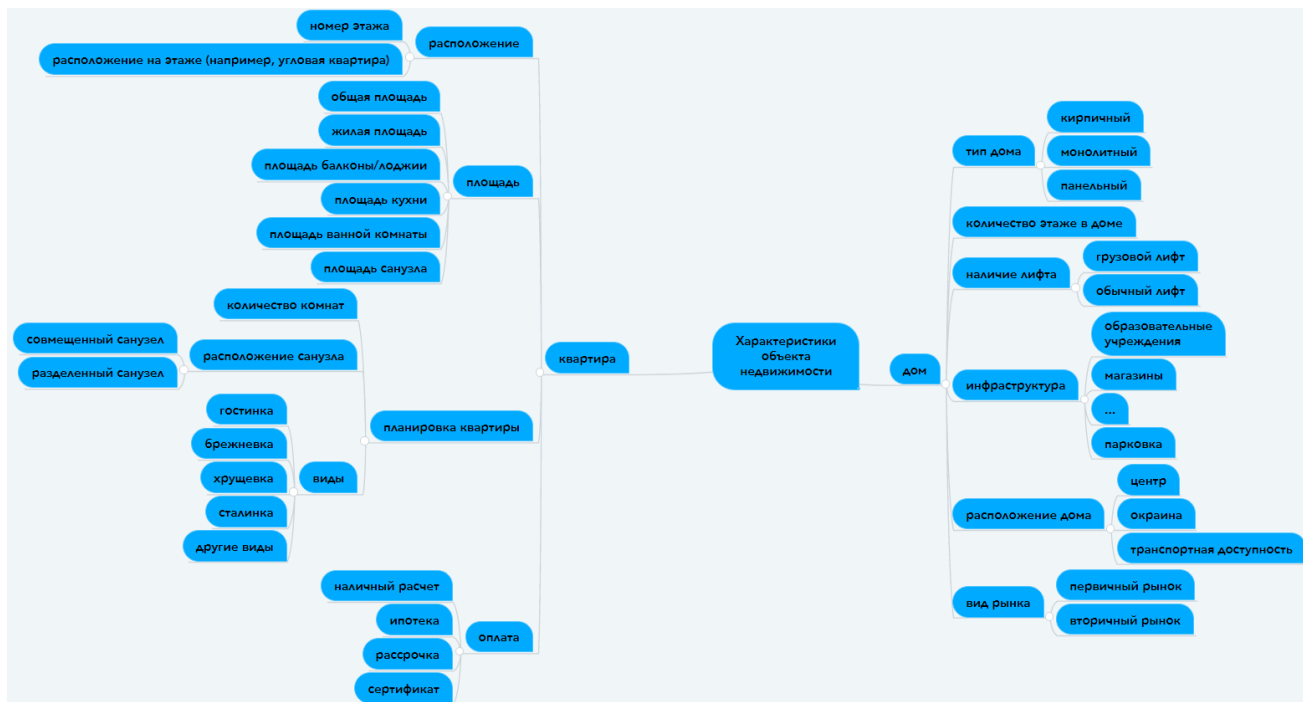 номер этажа
расположение
расположение на этаже (например, угловая квартира)
общая площадь
жилая площадь
площадь балконы/лоджии
площадь
площадь кухни
площадь ванной комнаты
площадь санузла
количество комнат
совмещенный санузел
расположение санузла
разделенный санузел
квартира
планировка квартиры
гостинка
брежневка
хрущевка
виды
сталинка
другие виды
наличный расчет
ипотека
оплата
рассрочка
сертификат
Характеристики
объекта
недвижимости
дом
кирпичный
тип дома
монолитный
панельный
количество этаже в доме
грузовой лифт
наличие лифта
обычный лифт
образовательные
учреждения
инфраструктура
магазины
...
парковка
центр
расположение дома
окраина
транспортная доступность
первичный рынок
вид рынка
вторичный рынок